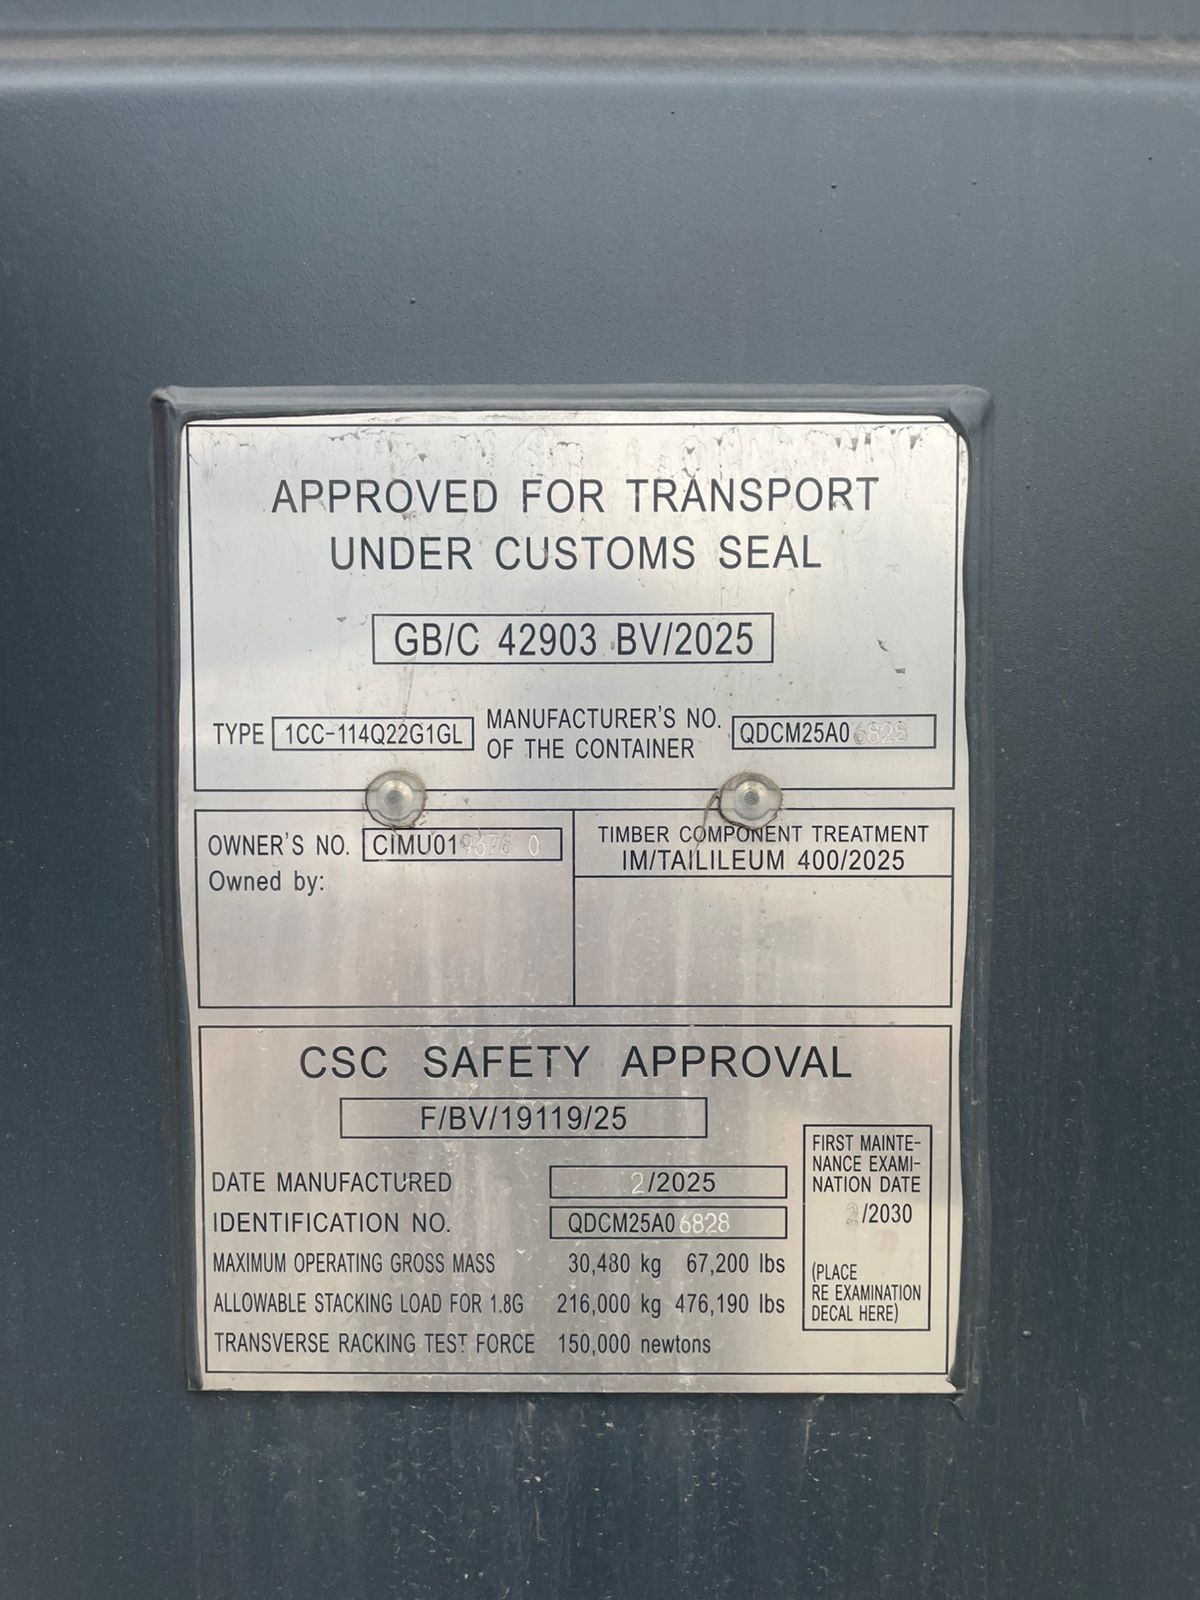 APPROVED FOR TRANSPORT
UNDER CUSTOMS SEAL
GB/C 42903 BV/2025
TYPE 1CC-114Q22G1GL MANUFACTURER'S NO. OF THE CONTAINER QDCM25A06828
OWNER'S NO.
Owned by:
TIMBER COMPONENT TREATMENT
IM/TAILILEUM 400/2025
CSC SAFETY APPROVAL
F/BV/19119/25
DATE MANUFACTURED 2/2025
IDENTIFICATION NO. QDCM25A06828
MAXIMUM OPERATING GROSS MASS 30,480 kg 67,200 lbs
ALLOWABLE STACKING LOAD FOR 1.8G 216,000 kg 476,190 lbs
TRANSVERSE RACKING TEST FORCE 150,000 newtons
FIRST MAINTE-
NANCE EXAMI-
NATION DATE
2/2030
(PLACE
RE EXAMINATION
DECAL HERE)